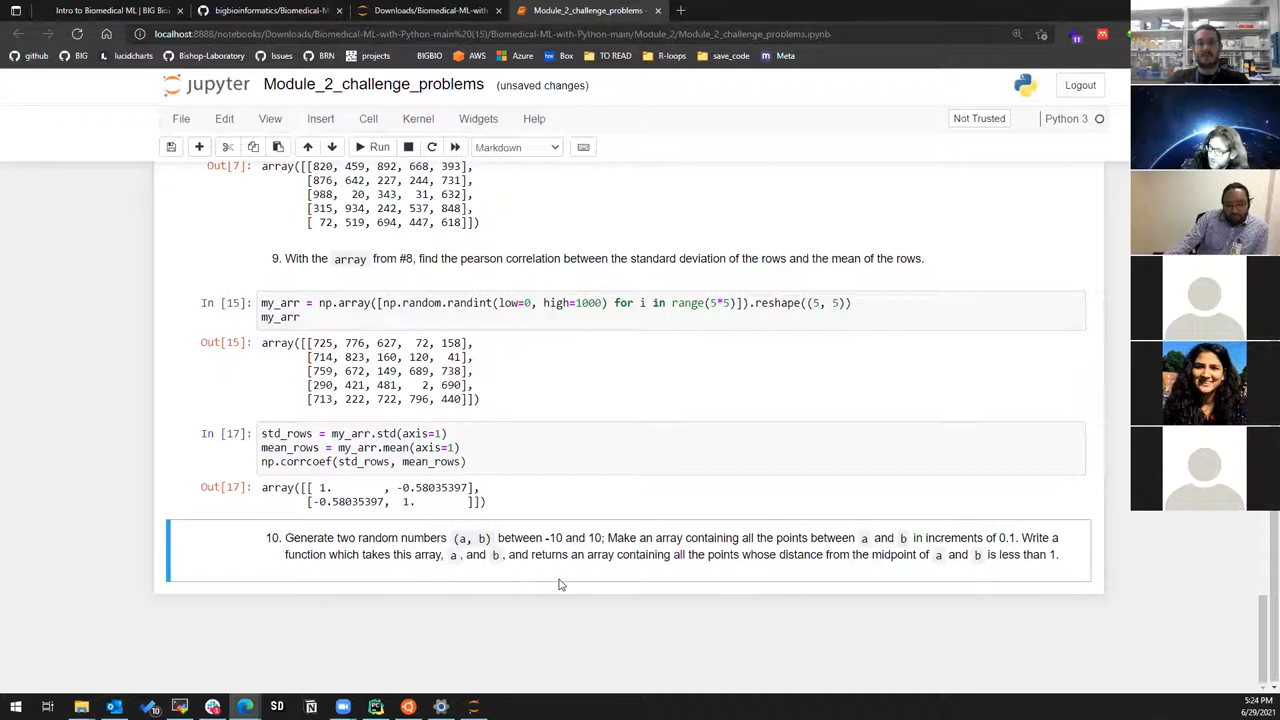 Intro to Biomedical ML | BIG Bioi
bigbioinformatics/Biomedical-M
Downloads/Biomedical-ML-with
Module_2_challenge_problems -
localhost:8888/notebooks/Downloads/Biomedical-ML-with-Python-main%20
omedical-ML-with-Python-main/Module_2/Module_2_challenge_problems.ipynb
11
github BIG lucidcharts Bishop-Laboratory Issues BRN projects AWS Azure Box TO READ R-loops save_code Meta
jupyter Module_2_challenge_problems (unsaved changes) Logout
File Edit View Insert Cell Kernel Widgets Help Not Trusted Python 3
Run Markdown
Out[7]: array([[820, 459, 892, 668, 393],
[876, 642, 227, 244, 731],
[988, 20, 343, 31, 632],
[315, 934, 242, 537, 848],
[ 72, 519, 694, 447, 618]])
9. With the array from #8, find the pearson correlation between the standard deviation of the rows and the mean of the rows.
In [15]: my_arr = np.array([np.random.randint(low=0, high=1000) for i in range(5*5)]).reshape((5, 5))
my_arr
Out[15]: array([[725, 776, 627, 72, 158],
[714, 823, 160, 120, 41],
[759, 672, 149, 689, 738],
[290, 421, 481, 2, 690],
[713, 222, 722, 796, 440]])
In [17]: std_rows = my_arr.std(axis=1)
mean_rows = my_arr.mean(axis=1)
np.corrcoef(std_rows, mean_rows)
Out[17]: array([[ 1. , -0.58035397],
[-0.58035397, 1. ]])
10. Generate two random numbers (a, b) between -10 and 10; Make an array containing all the points between a and b in increments of 0.1. Write a
function which takes this array, a, and b, and returns an array containing all the points whose distance from the midpoint of a and b is less than 1.
SD
5:24 PM
6/29/2021